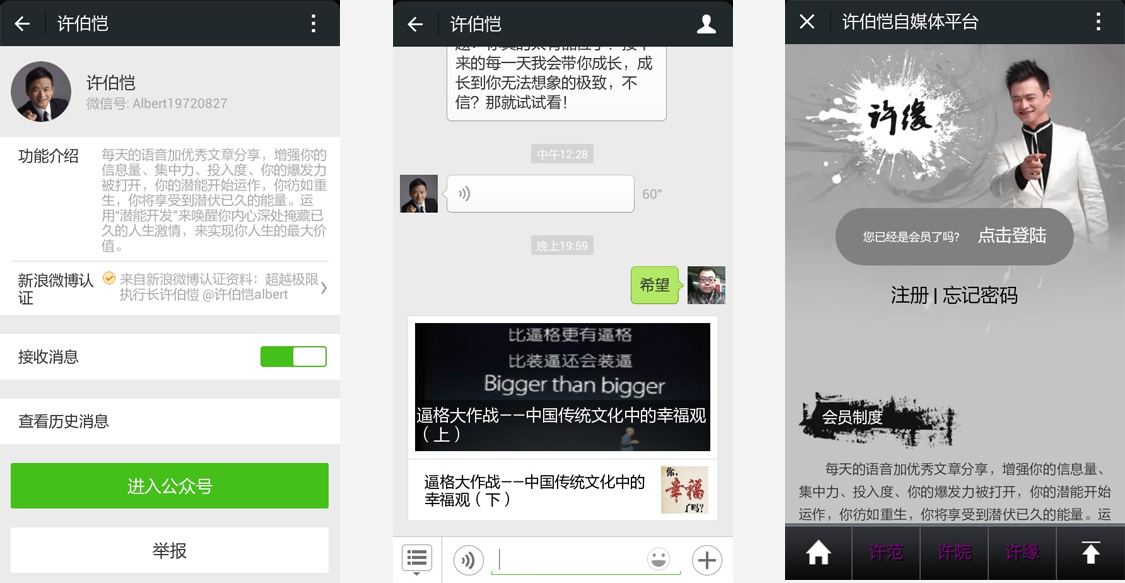 许伯恺
许伯恺
微信号: Albert19720827
功能介绍
每天的语音加优秀文章分享，增强你的
信息量、集中力、投入度、你的爆发力
被打开，你的潜能开始运作，你彷如重
生，你将享受到潜伏已久的能量。运
用"潜能开发"来唤醒你内心深处掩藏已
久的人生激情，来实现你人生的最大价
值。
新浪微博认
证
来自新浪微博认证资料：超越极限
执行长许伯恺 @许伯恺albert
接收消息
查看历史消息
进入公众号
举报
许伯恺
来的每一天我会带你成长，成
长到你无法想象的极致，不
信？那就试试看！
中午12:28
60"
晚上19:59
希望
比逼格更有逼格
比装逼还会装逼
Bigger than bigger
逼格大作战——中国传统文化中的幸福观
（上）
逼格大作战——中国传统文化中的
幸福观（下）
你,
幸福
了吗?
许伯恺自媒体平台
许缘
您已经是会员了吗?
点击登陆
注册 | 忘记密码
会员制度
每天的语音加优秀文章分享，增强你的信息量、
集中力、投入度、你的爆发力被打开，你的潜能开始
运作，你彷如重生，你将享受到潜伏已久的能量。运
许范
许院
许缘